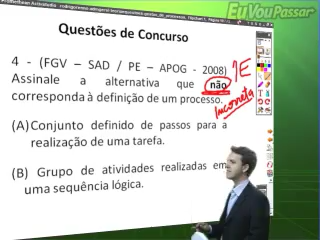 EuVouPassar
Questões de Concurso
4 - (FGV – SAD / PE – APOG - 2008)
Assinale a alternativa que não
corresponda à definição de um processo.
IE
Incorreta
(A)Conjunto definido de passos para a
realização de uma tarefa.
(B) Grupo de atividades realizadas em
uma sequência lógica.